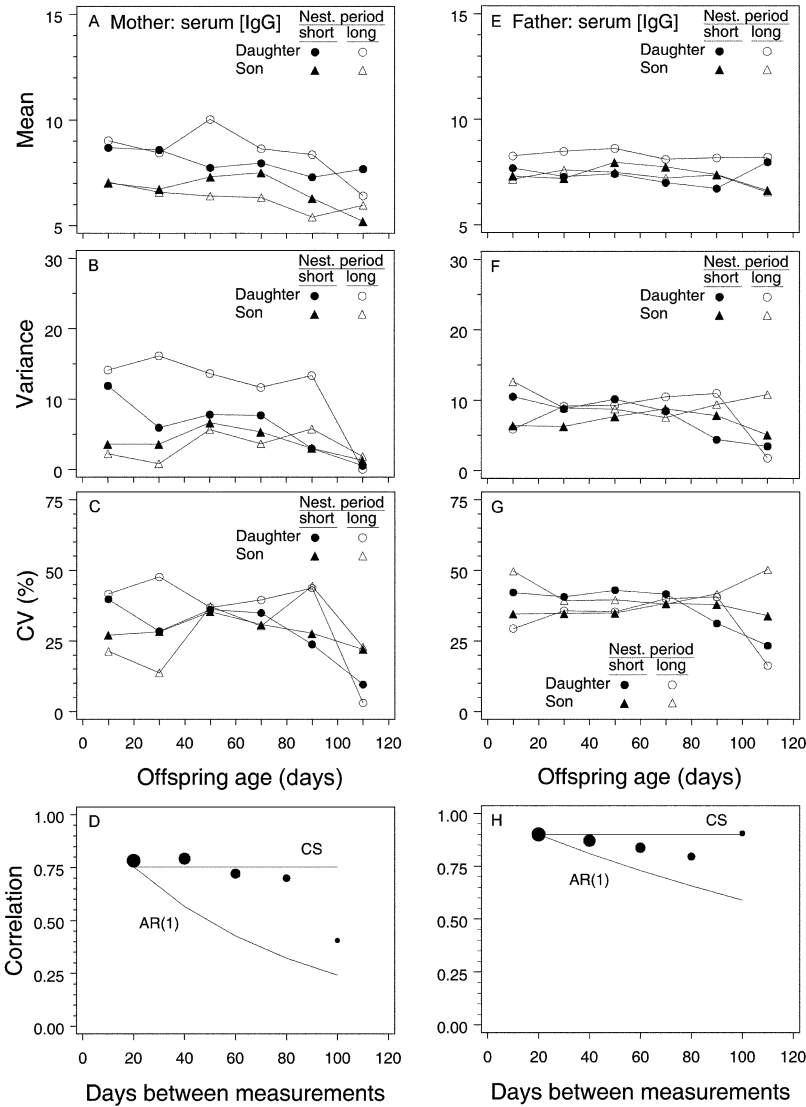 A Mother: serum [IgG]
Nest. period
short long
Daughter
Son
Mean
15
10
5
E Father: serum [IgG]
Nest. period
short long
Daughter
Son
15
10
5
B
Nest. period
short long
Daughter
Son
Variance
30
20
10
0
F
Nest. period
short long
Daughter
Son
30
20
10
0
C
Nest. period
short long
Daughter
Son
CV (%)
75
50
25
0
0 20 40 60 80 100 120
Offspring age (days)
G
Nest. period
short long
Daughter
Son
75
50
25
0
0 20 40 60 80 100 120
Offspring age (days)
D
CS
AR(1)
Correlation
1.00
0.75
0.50
0.25
0.00
0 20 40 60 80 100 120
Days between measurements
H
CS
AR(1)
1.00
0.75
0.50
0.25
0.00
0 20 40 60 80 100 120
Days between measurements